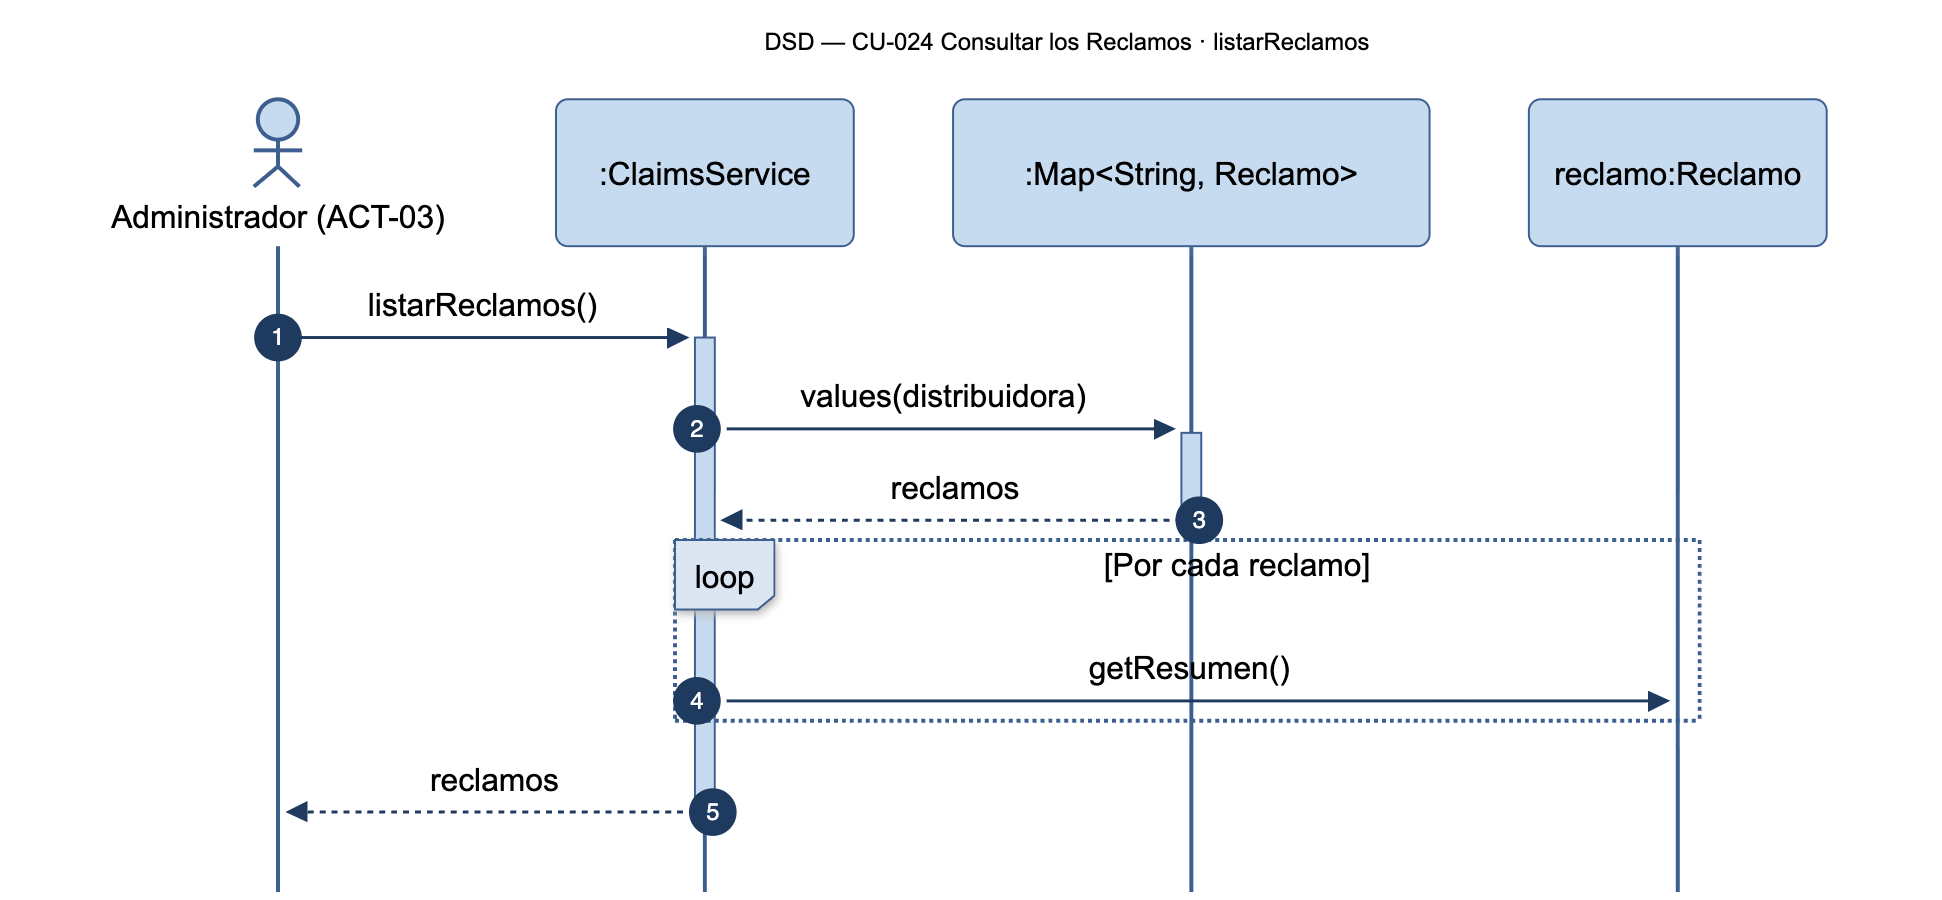 DSD — CU-024 Consultar los Reclamos · listarReclamos
Administrador (ACT-03)
:ClaimsService
:Map<String, Reclamo>
reclamo:Reclamo
listarReclamos()
1
values(distribuidora)
2
reclamos
3
loop
[Por cada reclamo]
getResumen()
4
reclamos
5